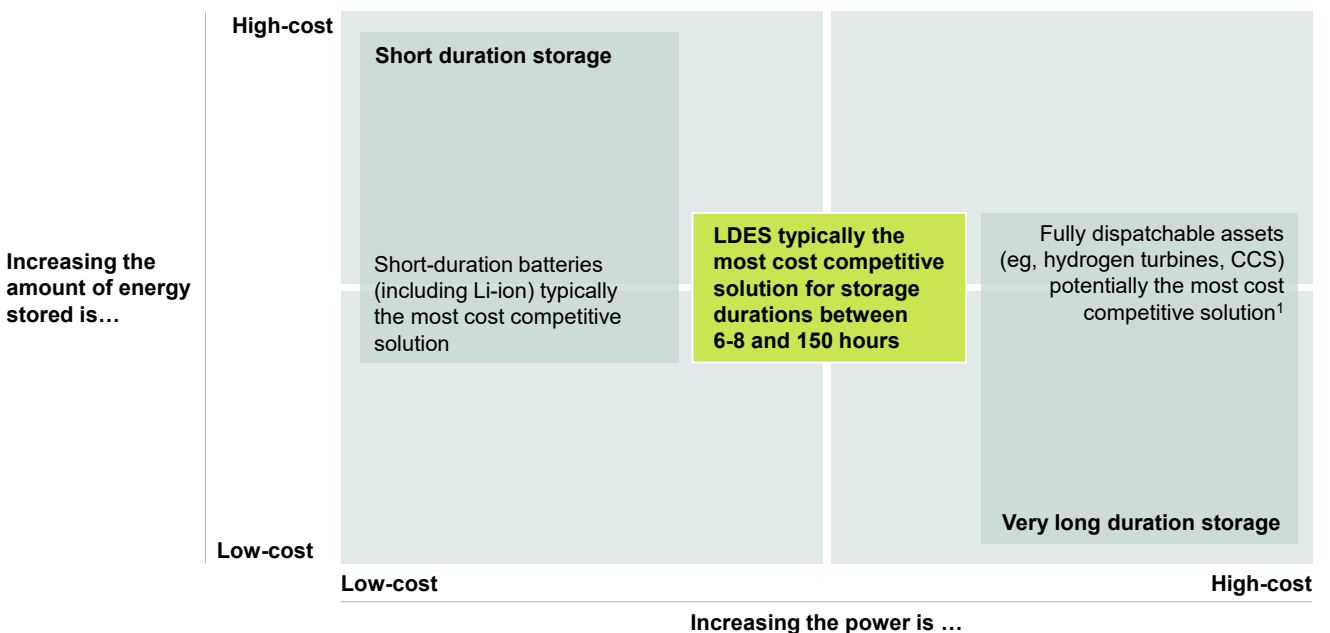 High-cost
Short duration storage
Increasing the
amount of energy
stored is…
Short-duration batteries
(including Li-ion) typically
the most cost competitive
solution
LDES typically the
most cost competitive
solution for storage
durations between
6-8 and 150 hours
Fully dispatchable assets
(eg, hydrogen turbines, CCS)
potentially the most cost
competitive solution¹
Very long duration storage
Low-cost
Low-cost
High-cost
Increasing the power is …